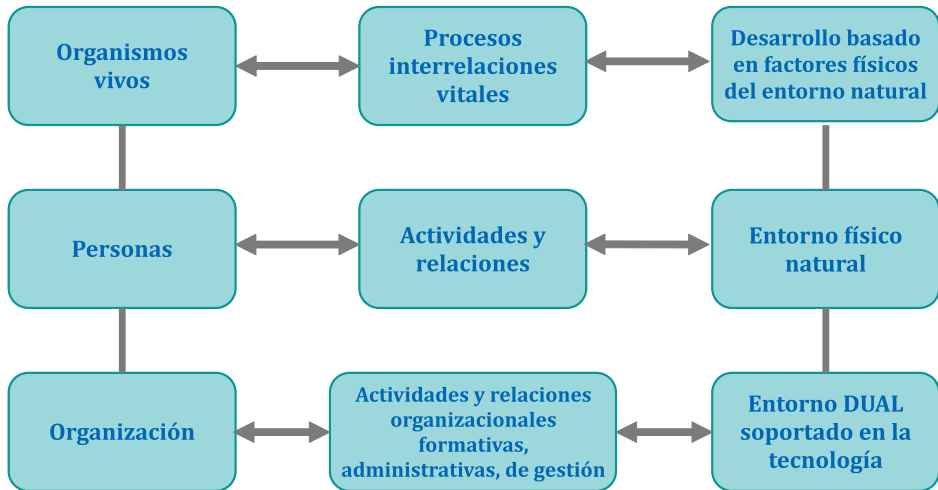 Organismos
vivos
Procesos
interrelaciones
vitales
Desarrollo basado
en factores físicos
del entorno natural
Personas
Actividades y
relaciones
Entorno físico
natural
Organización
Actividades y relaciones
organizacionales
formativas,
administrativas, de gestión
Entorno DUAL
soportado en la
tecnología